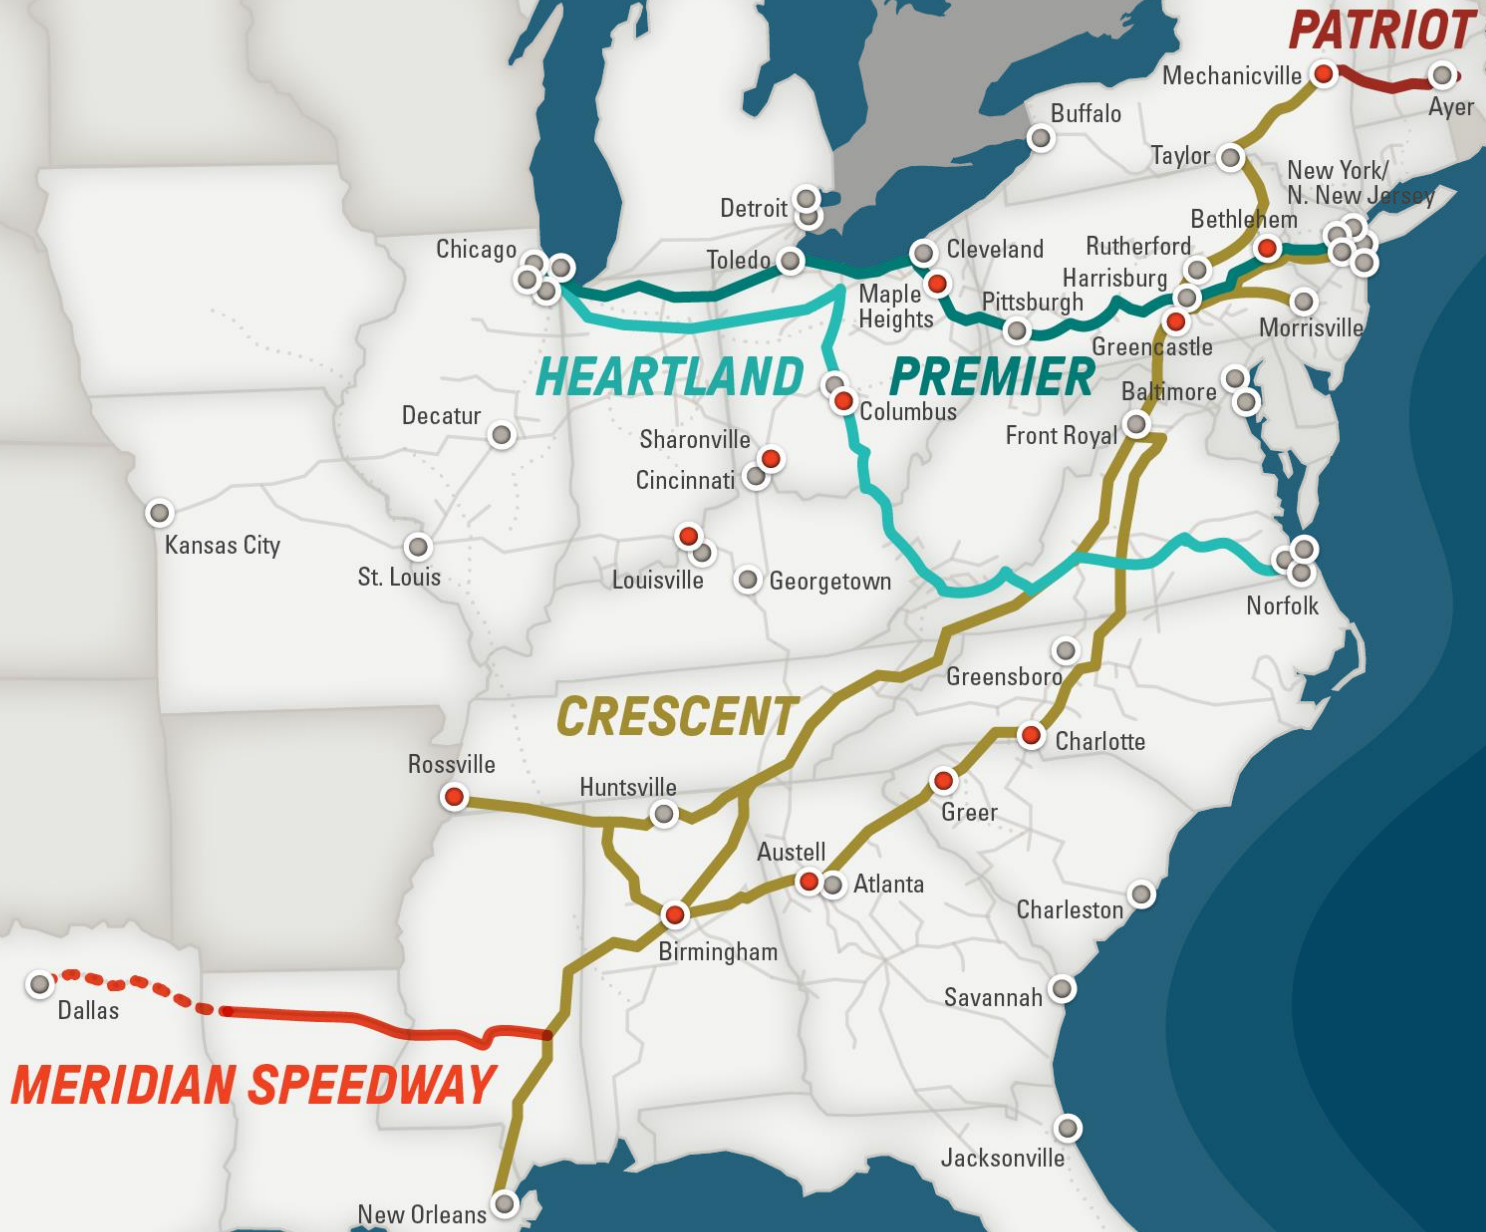 PATRIOT
Mechanicville
Ayer
Buffalo
Taylor
New York/
N. New Jersey
Detroit
Bethlehem
Chicago
Toledo
Cleveland
Rutherford
Harrisburg
Maple
Heights
Pittsburgh
Morrisville
Greencastle
HEARTLAND
PREMIER
Baltimore
Columbus
Decatur
Front Royal
Sharonville
Cincinnati
Kansas City
St. Louis
Louisville
Georgetown
Norfolk
Greensboro
CRESCENT
Charlotte
Rossville
Huntsville
Greer
Austell
Atlanta
Charleston
Birmingham
Savannah
Dallas
MERIDIAN SPEEDWAY
Jacksonville
New Orleans